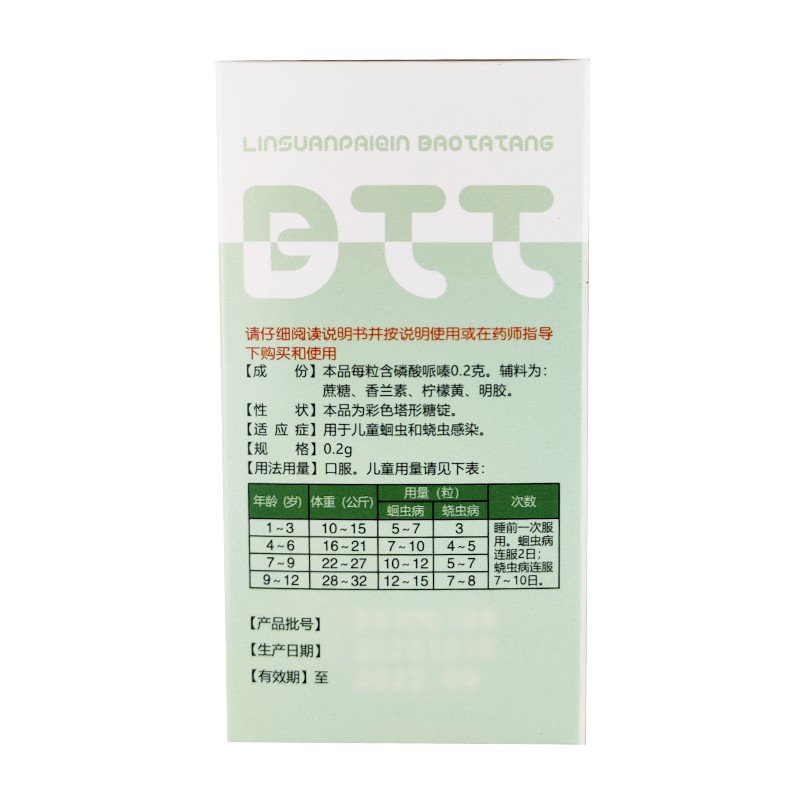 LINSUANPAIQIN BAOTATANG
BTT
请仔细阅读说明书并按说明使用或在药师指导
下购买和使用
【成 份】本品每粒含磷酸哌嗪0.2克。辅料为：
蔗糖、香兰素、柠檬黄、明胶。
【性 状】本品为彩色塔形糖锭。
【适 应 症】用于儿童蛔虫和蛲虫感染。
【规 格】0.2g
【用法用量】口服。儿童用量请见下表：
年龄（岁） 体重（公斤） 用量（粒） 次数
蛔虫病 蛲虫病
1~3 10~15 5~7 3 睡前一次服
4~6 16~21 7~10 4~5 用。蛔虫病
连服2日；
7~9 22~27 10~12 5~7 蛲虫病连服
9~12 28~32 12~15 7~8 7~10日。
【产品批号】
【生产日期】
【有效期】至